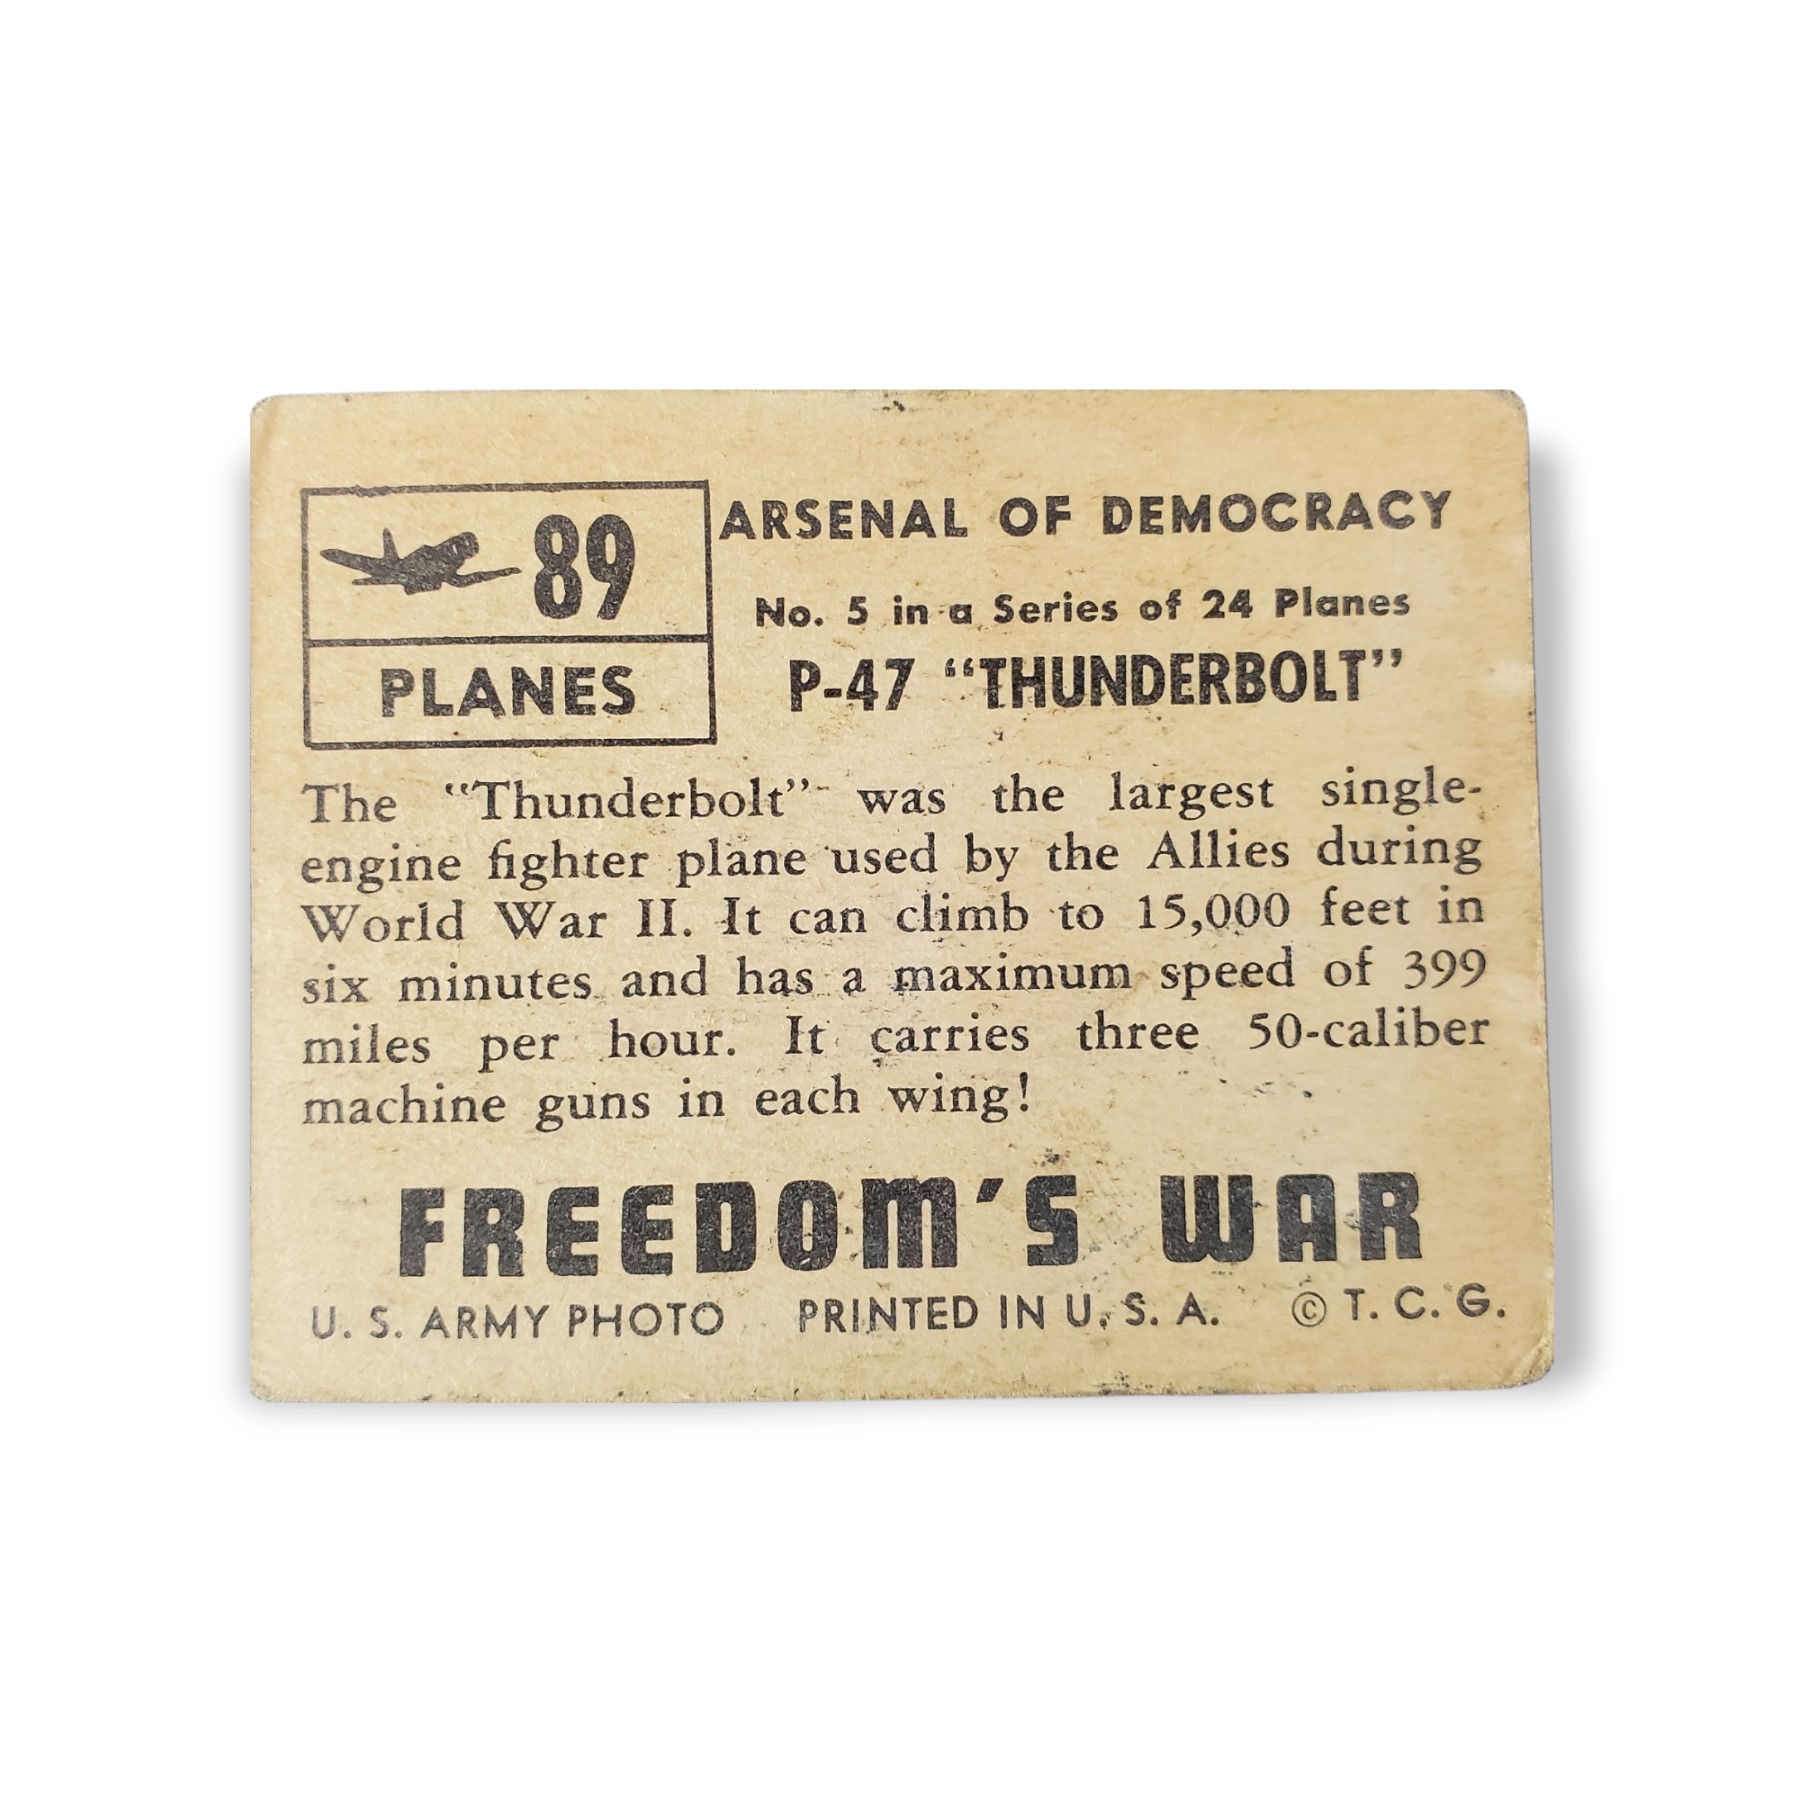 89
PLANES
ARSENAL OF DEMOCRACY
No. 5 in a Series of 24 Planes
P-47 “THUNDERBOLT”
The “Thunderbolt” was the largest single-
engine fighter plane used by the Allies during
World War II. It can climb to 15,000 feet in
six minutes and has a maximum speed of 399
miles per hour. It carries three 50-caliber
machine guns in each wing!
FREEDOM'S WAR
U. S. ARMY PHOTO PRINTED IN U. S. A. © T. C. G.